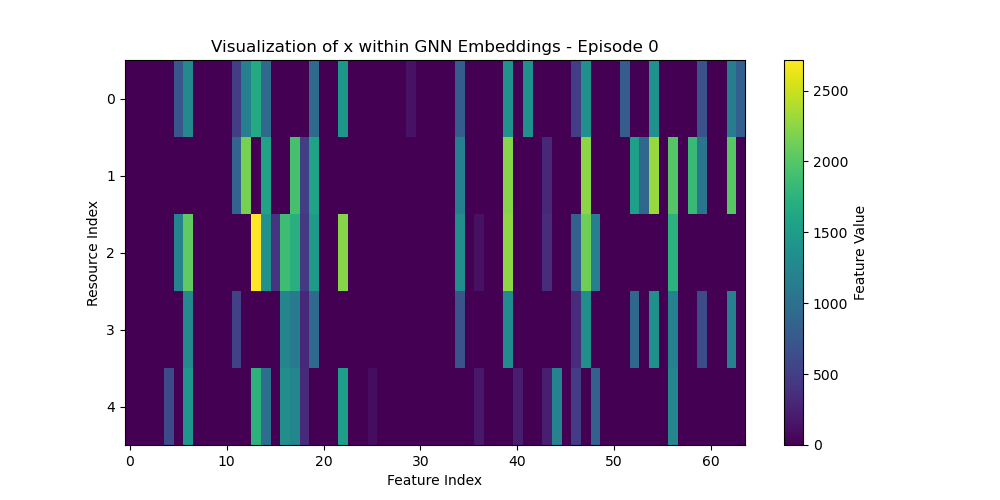 Visualization of x within GNN Embeddings - Episode 0
Resource Index
0
1
2
3
4
0 10 20 30 40 50 60
Feature Index
2500
2000
1500
1000
500
0
Feature Value